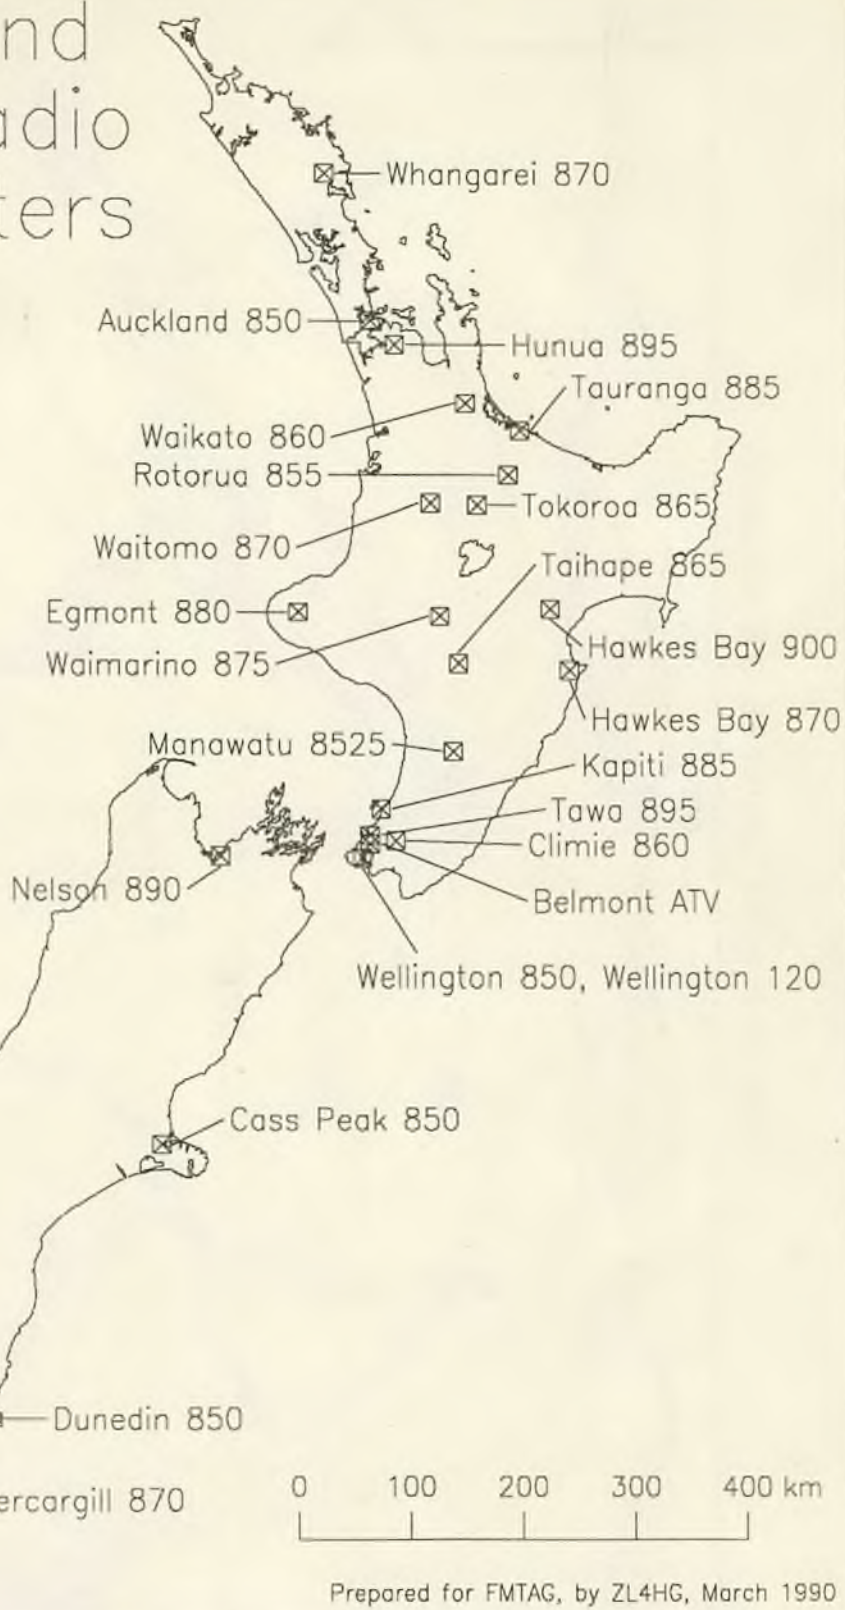 nd
adio
ters
Whangarei 870
Auckland 850
Hunua 895
Tauranga 885
Waikato 860
Rotorua 855
Tokoroa 865
Waitomo 870
Taihape 865
Egmont 880
Hawkes Bay 900
Waimarino 875
Hawkes Bay 870
Manawatu 8525
Kapiti 885
Tawa 895
Climie 860
Nelson 890
Belmont ATV
Wellington 850, Wellington 120
Cass Peak 850
Dunedin 850
ercargill 870
0 100 200 300 400 km
Prepared for FMTAG, by ZL4HG, March 1990